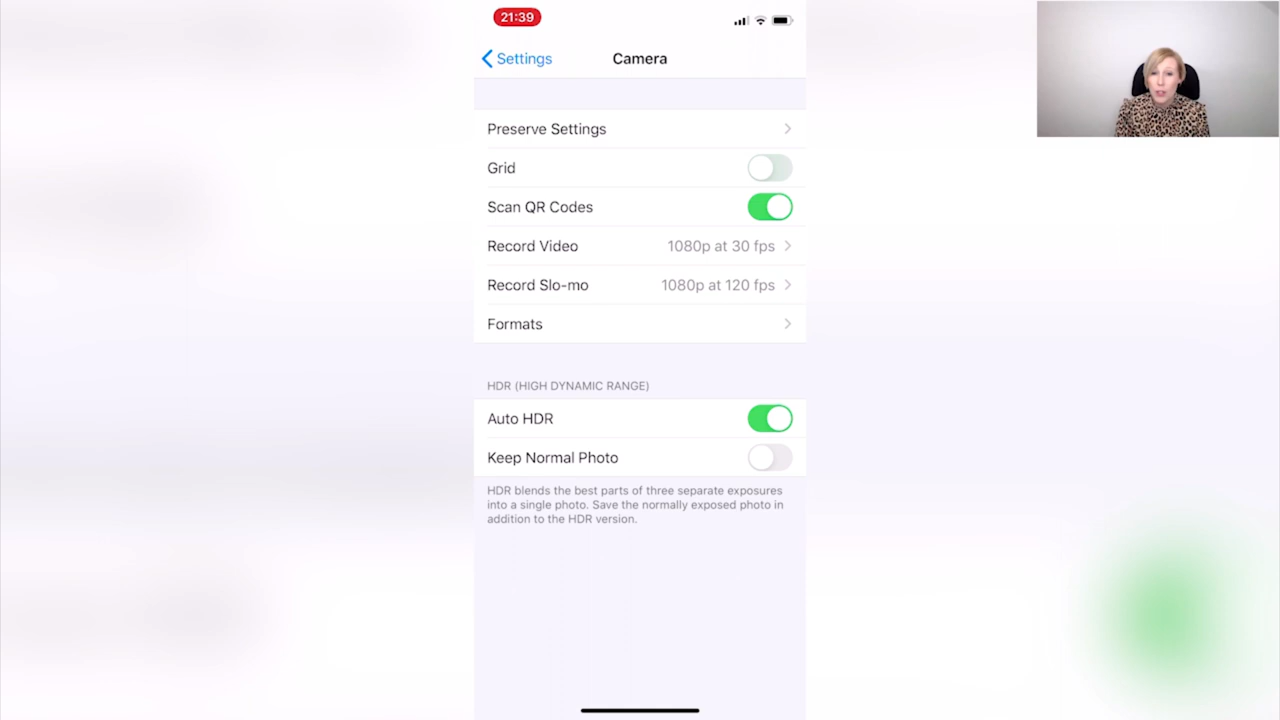 21:39
Settings
Camera
Preserve Settings
Grid
Scan QR Codes
Record Video 1080p at 30 fps
Record Slo-mo 1080p at 120 fps
Formats
HDR (HIGH DYNAMIC RANGE)
Auto HDR
Keep Normal Photo
HDR blends the best parts of three separate exposures
into a single photo. Save the normally exposed photo in
addition to the HDR version.